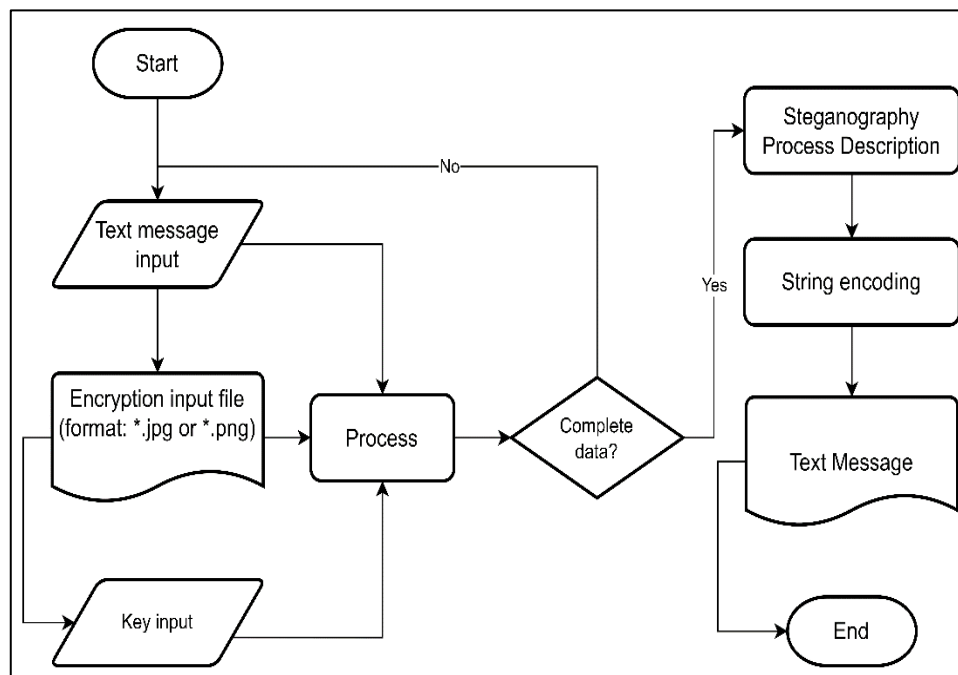 Start
No
Text message
input
Encryption input file
(format: *.jpg or *.png)
Key input
Process
Complete
data?
Yes
Steganography
Process Description
String encoding
Text Message
End